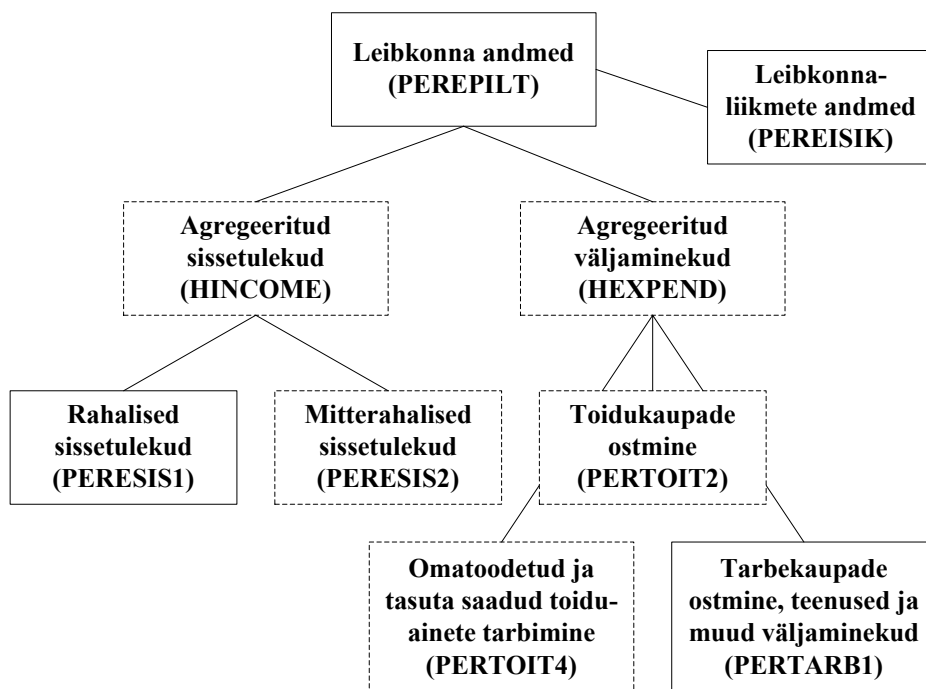 Leibkonna andmed
(PEREPILT)
Leibkonna-
liikmete andmed
(PEREISIK)
Agregeeritud
sissetulekud
(HINCOME)
Agregeeritud
väljaminekud
(HEXPEND)
Rahalised
sissetulekud
(PERESIS1)
Mitterahalised
sissetulekud
(PERESIS2)
Toidukaupade
ostmine
(PERTOIT2)
Omatoodetud ja
tasuta saadud toidu-
ainete tarbimine
(PERTOIT4)
Tarbekaupade
ostmine, teenused ja
muud väljaminekud
(PERTARB1)